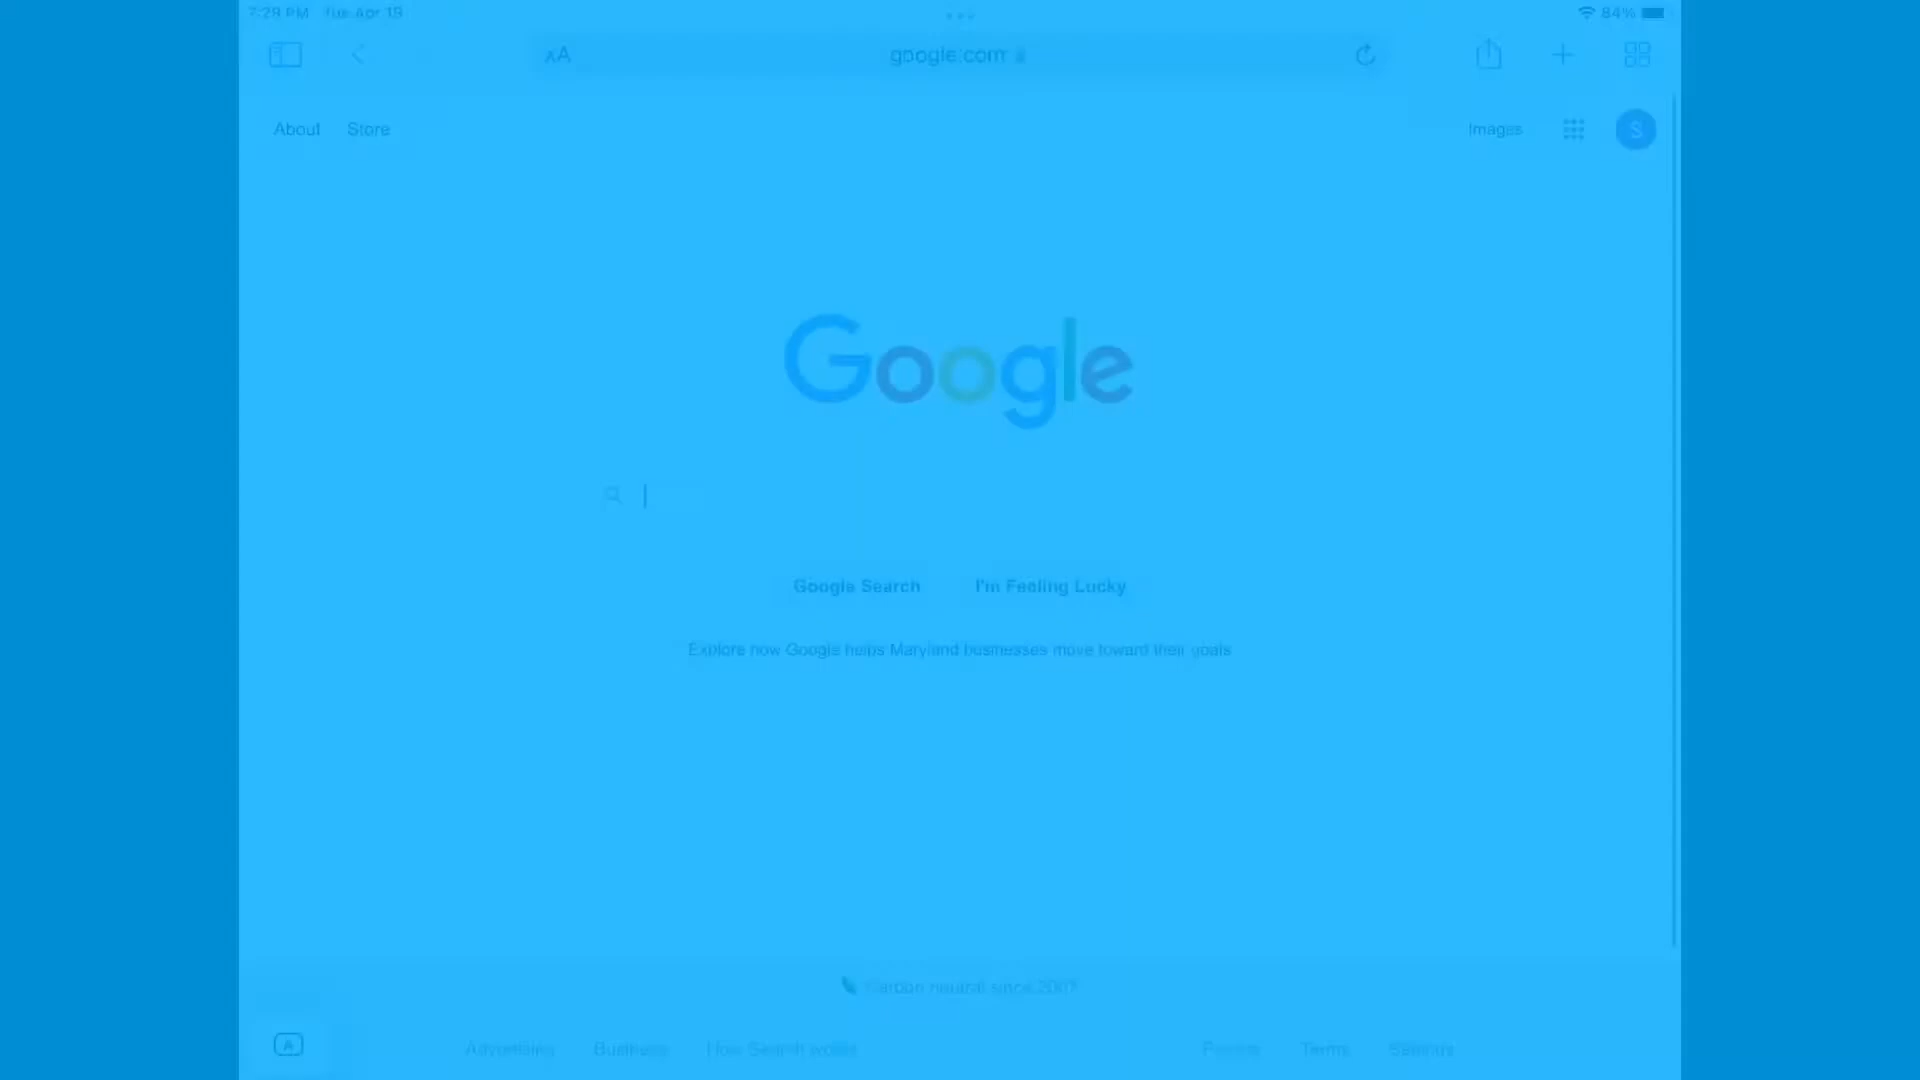 7:29 PM Tue Apr 19
84%
AA
google.com
About Store
Images
S
Google
Google Search
I'm Feeling Lucky
Explore how Google helps Maryland businesses move toward their goals
Carbon neutral since 2007
A
Advertising Business How Search works
Privacy Terms Settings